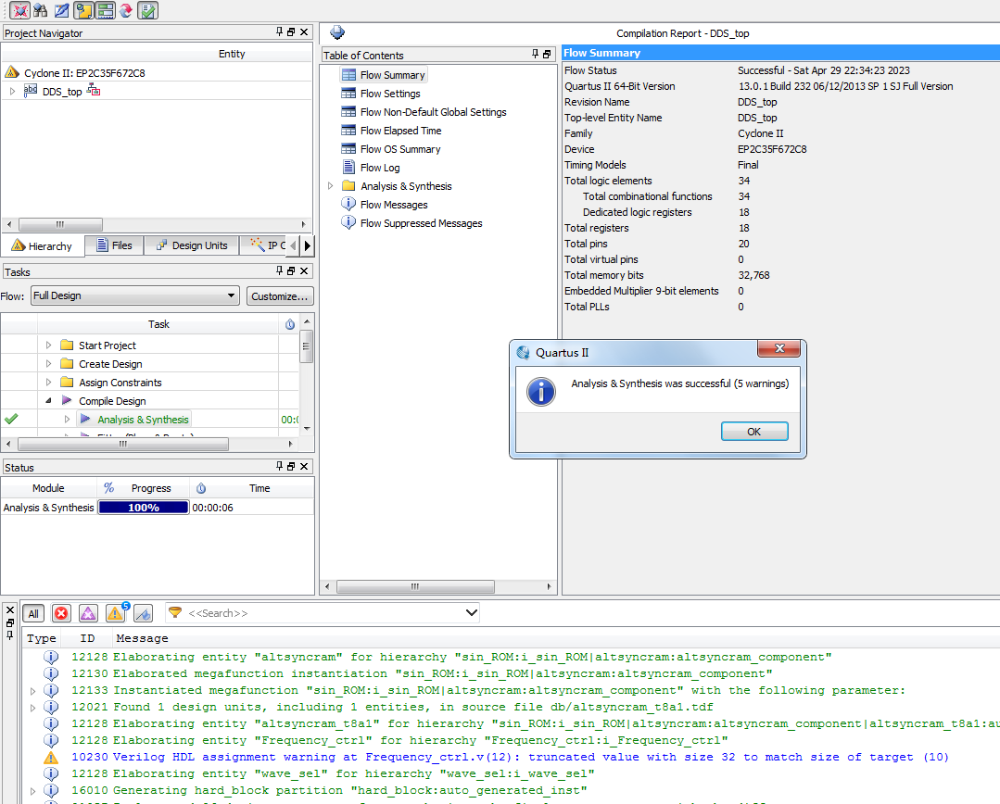 Project Navigator
Entity
Cyclone II: EP2C35F672C8
DDS_top
Hierarchy
Files
Design Units
IP C
Tasks
Flow:
Full Design
Customize...
Task
Start Project
Create Design
Assign Constraints
Compile Design
Analysis & Synthesis
00:0
Status
Module
%
Progress
Time
Analysis & Synthesis
100%
00:00:06
Table of Contents
Flow Summary
Flow Settings
Flow Non-Default Global Settings
Flow Elapsed Time
Flow OS Summary
Flow Log
Analysis & Synthesis
Flow Messages
Flow Suppressed Messages
Compilation Report - DDS_top
Flow Summary
Flow Status Successful - Sat Apr 29 22:34:23 2023
Quartus II 64-Bit Version 13.0.1 Build 232 06/12/2013 SP 1 SJ Full Version
Revision Name DDS_top
Top-level Entity Name DDS_top
Family Cyclone II
Device EP2C35F672C8
Timing Models Final
Total logic elements 34
Total combinational functions 34
Dedicated logic registers 18
Total registers 18
Total pins 20
Total virtual pins 0
Total memory bits 32,768
Embedded Multiplier 9-bit elements 0
Total PLLs 0
Quartus II
Analysis & Synthesis was successful (5 warnings)
OK
All
5
<<Search>>
Type ID Message
12128 Elaborating entity "altsyncram" for hierarchy "sin_ROM:i_sin_ROM|altsyncram:altsyncram_component"
12130 Elaborated megafunction instantiation "sin_ROM:i_sin_ROM|altsyncram:altsyncram_component"
12133 Instantiated megafunction "sin_ROM:i_sin_ROM|altsyncram:altsyncram_component" with the following parameter:
12021 Found 1 design units, including 1 entities, in source file db/altsyncram_t8a1.tdf
12128 Elaborating entity "altsyncram_t8a1" for hierarchy "sin_ROM:i_sin_ROM|altsyncram:altsyncram_component|altsyncram_t8a1:au
12128 Elaborating entity "Frequency_ctrl" for hierarchy "Frequency_ctrl:i_Frequency_ctrl"
10230 Verilog HDL assignment warning at Frequency_ctrl.v(12): truncated value with size 32 to match size of target (10)
12128 Elaborating entity "wave_sel" for hierarchy "wave_sel:i_wave_sel"
16010 Generating hard_block partition "hard_block:auto_generated_inst"